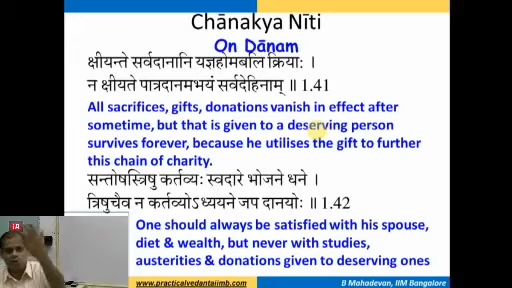 Chānakya Nīti
On Dānam
क्षीयन्ते सर्वदानानि यज्ञहोमबलि क्रिया: ।
न क्षीयते पात्रदानमभयं सर्वदेहिनाम् ॥ 1.41
All sacrifices, gifts, donations vanish in effect after
sometime, but that is given to a deserving person
survives forever, because he utilises the gift to further
this chain of charity.
सन्तोषस्त्रिषु कर्तव्यः स्वदारे भोजने धने ।
त्रिषुचैव न कर्तव्योऽध्ययने जप दानयोः ॥ 1.42
One should always be satisfied with his spouse,
diet & wealth, but never with studies,
austerities & donations given to deserving ones
www.practicalvedantaiimb.com
B Mahadevan, IIM Bangalore